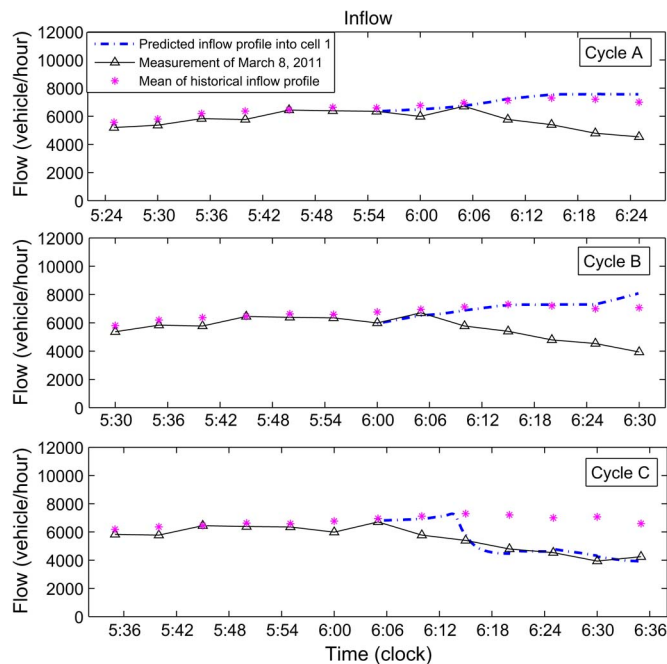 Inflow
12000
10000
8000
6000
4000
2000
0
Flow (vehicle/hour)
Predicted inflow profile into cell 1
Measurement of March 8, 2011
Mean of historical inflow profile
Cycle A
5:24 5:30 5:36 5:42 5:48 5:54 6:00 6:06 6:12 6:18 6:24
12000
10000
8000
6000
4000
2000
0
Flow (vehicle/hour)
Cycle B
5:30 5:36 5:42 5:48 5:54 6:00 6:06 6:12 6:18 6:24 6:30
12000
10000
8000
6000
4000
2000
0
Flow (vehicle/hour)
Cycle C
5:36 5:42 5:48 5:54 6:00 6:06 6:12 6:18 6:24 6:30 6:36
Time (clock)